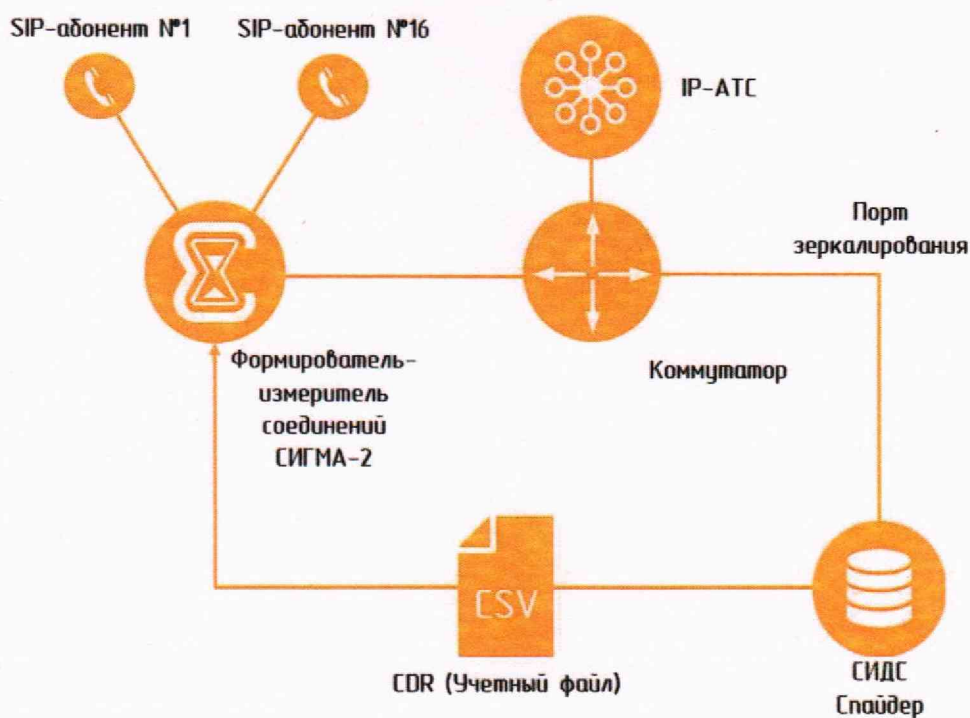 SIP-абонент №1
SIP-абонент №16
IP-АТС
Порт
зеркалирования
Формирователь-
измеритель
соединений
СИГМА-2
Коммутатор
CSV
CDR (Учетный файл)
СИДС
Спайдер